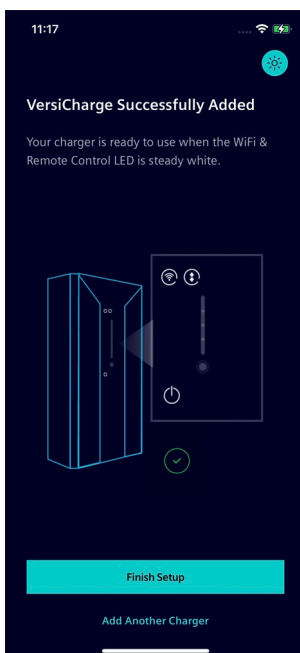 11:17
VersiCharge Successfully Added
Your charger is ready to use when the WiFi &
Remote Control LED is steady white.
Finish Setup
Add Another Charger